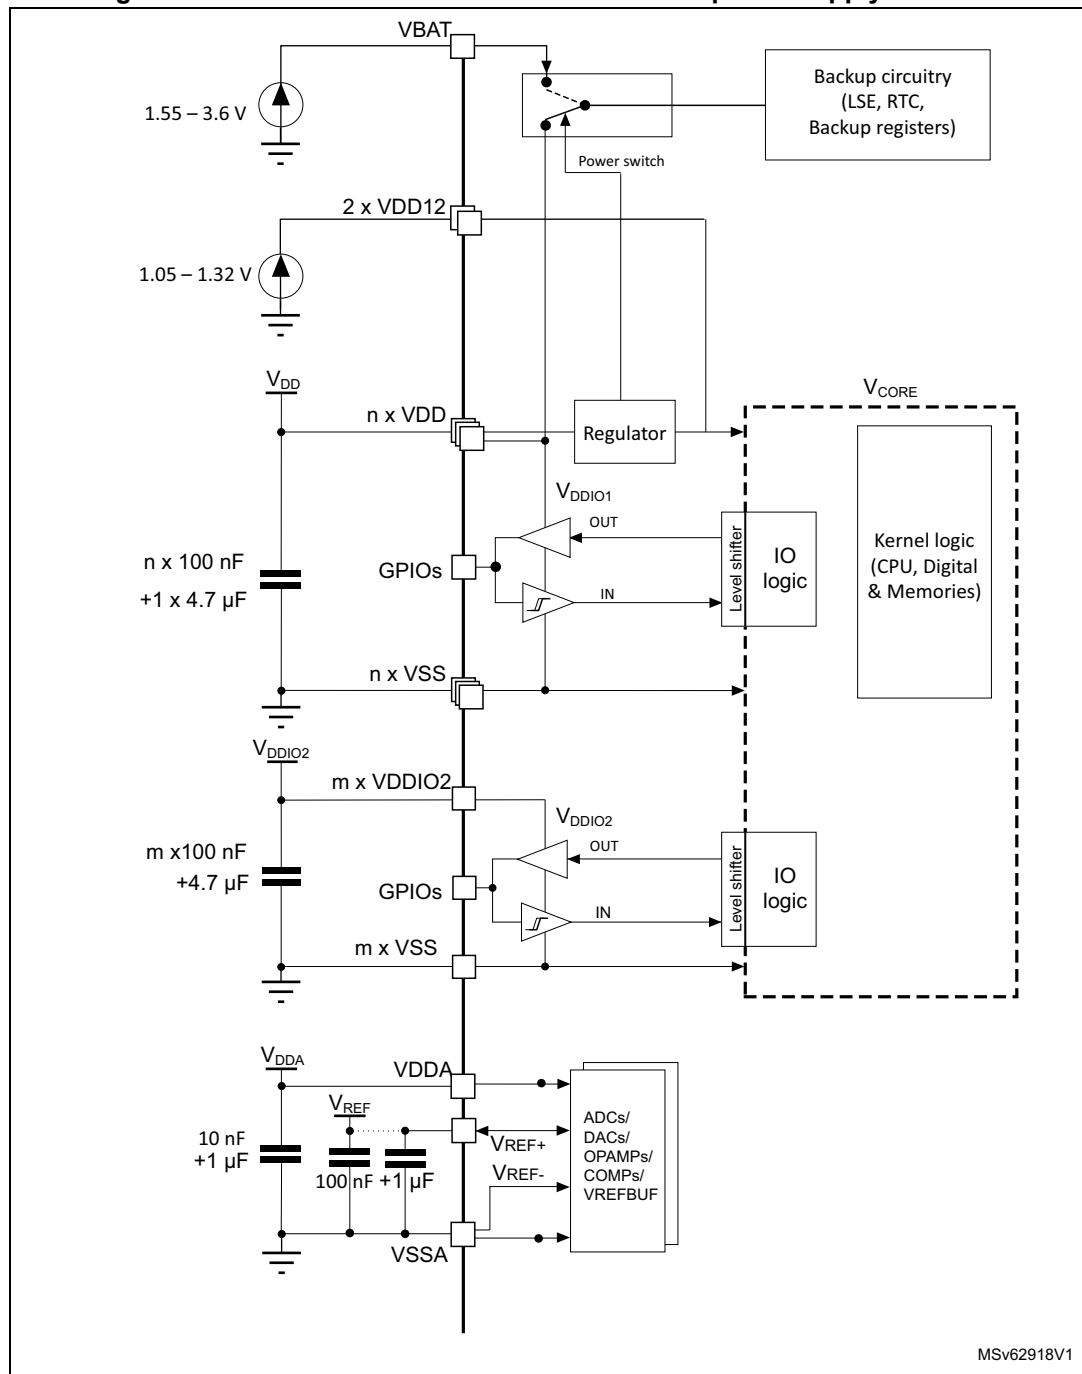 VBAT
1.55 – 3.6 V
Backup circuitry
(LSE, RTC,
Backup registers)
Power switch
2 x VDD12
1.05 – 1.32 V
VDD
n x VDD
Regulator
VCORE
VDDIO1
OUT
n x 100 nF
+1 x 4.7 µF
GPIOs
IN
Level shifter
IO
logic
Kernel logic
(CPU, Digital
& Memories)
n x VSS
VDDIO2
m x VDDIO2
VDDIO2
OUT
m x100 nF
+4.7 µF
GPIOs
IN
Level shifter
IO
logic
m x VSS
VDDA
VDDA
VREF
10 nF
+1 µF
100 nF +1 µF
VREF+
VREF-
ADCs/
DACs/
OPAMPs/
COMPs/
VREFBUF
VSSA
MSv62918V1